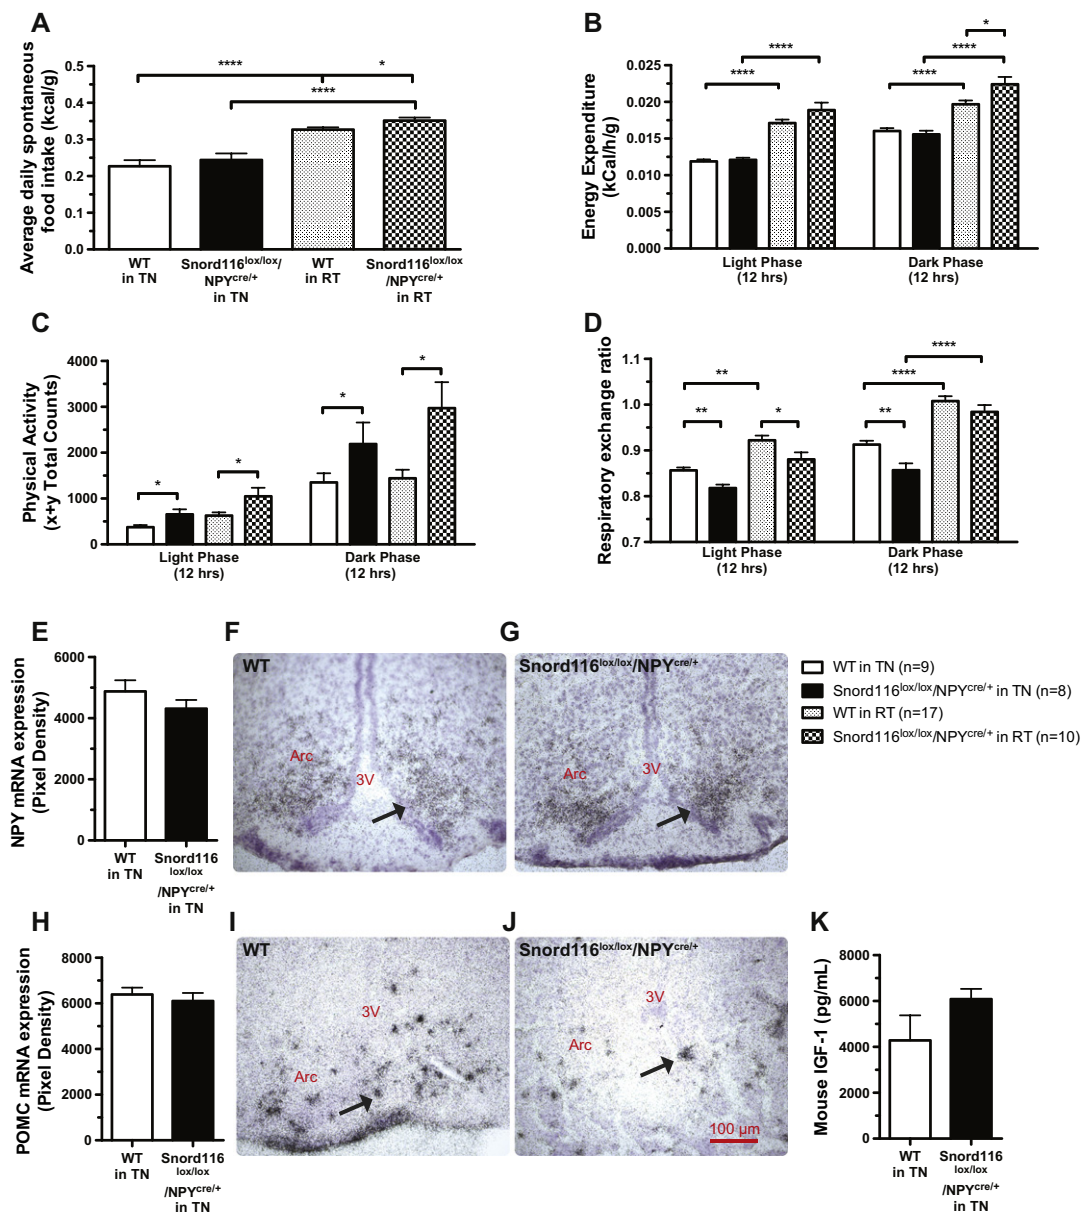 A
Average daily spontaneous
food intake (kcal/g)
0.5
0.4
0.3
0.2
0.1
0.0
****
*
****
WT
in TN
Snord116lox/lox/
NPYcre/+
in TN
WT
in RT
Snord116lox/lox
/NPYcre/+
in RT
B
Energy Expenditure
(kCal/h/g)
0.025
0.020
0.015
0.010
0.005
0.000
****
****
****
****
*
Light Phase
(12 hrs)
Dark Phase
(12 hrs)
C
Physical Activity
(x+y Total Counts)
4000
3000
2000
1000
0
*
*
*
*
Light Phase
(12 hrs)
Dark Phase
(12 hrs)
D
Respiratory exchange ratio
1.1
1.0
0.9
0.8
0.7
**
**
*
****
**
****
Light Phase
(12 hrs)
Dark Phase
(12 hrs)
E
NPY mRNA expression
(Pixel Density)
6000
4000
2000
0
WT
in TN
Snord116
lox/lox
/NPYcre/+
in TN
F
WT
Arc
3V
G
Snord116lox/lox/NPYcre/+
Arc
3V
WT in TN (n=9)
Snord116lox/lox/NPYcre/+ in TN (n=8)
WT in RT (n=17)
Snord116lox/lox/NPYcre/+ in RT (n=10)
H
POMC mRNA expression
(Pixel Density)
8000
6000
4000
2000
0
WT
in TN
Snord116
lox/lox
/NPYcre/+
in TN
I
WT
3V
Arc
J
Snord116lox/lox/NPYcre/+
3V
Arc
100 µm
K
Mouse IGF-1 (pg/mL)
8000
6000
4000
2000
0
WT
in TN
Snord116
lox/lox
/NPYcre/+
in TN